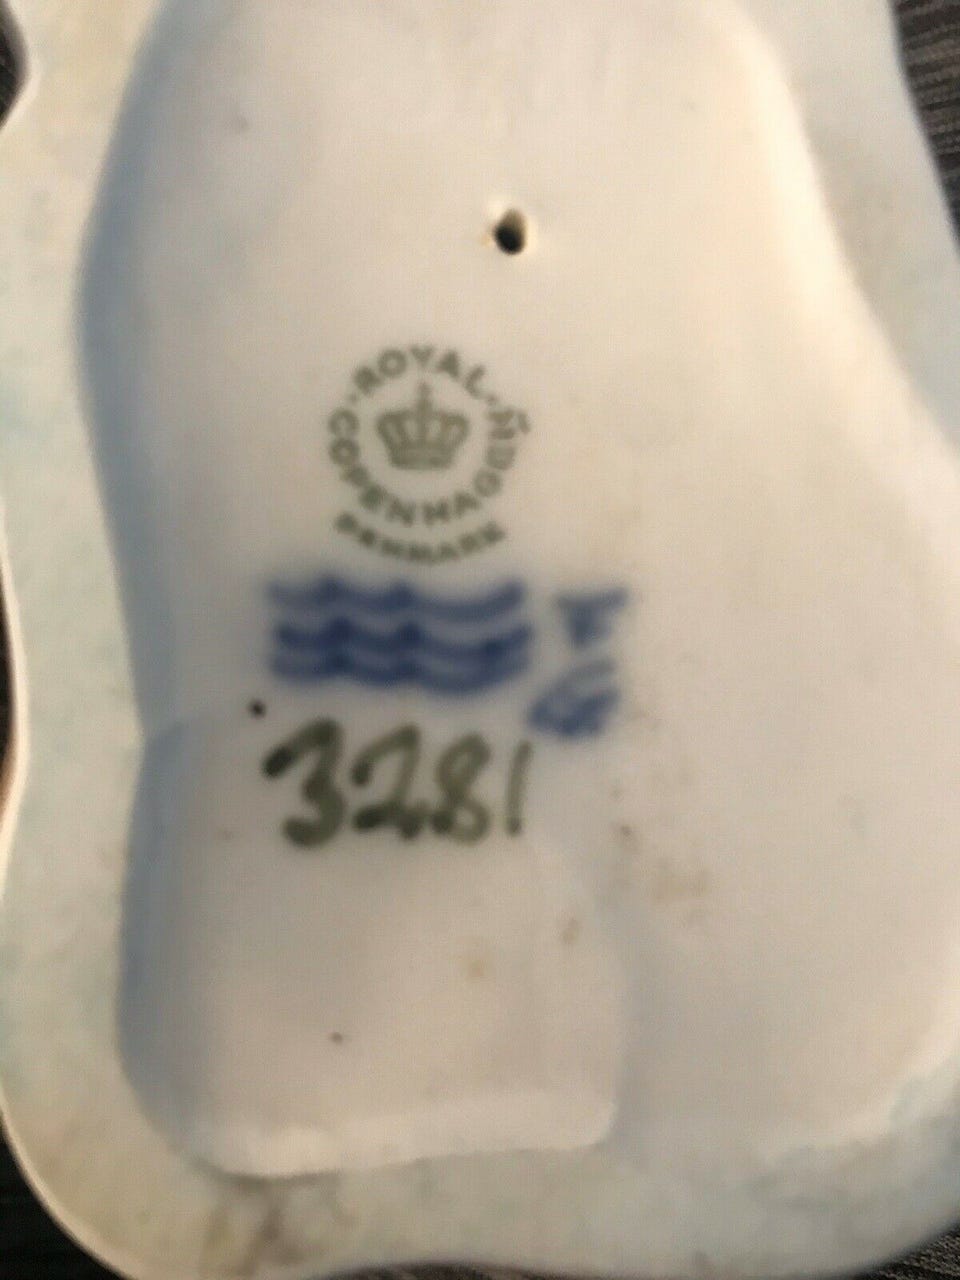 ROYAL
COPENHAGEN
DENMARK
3281